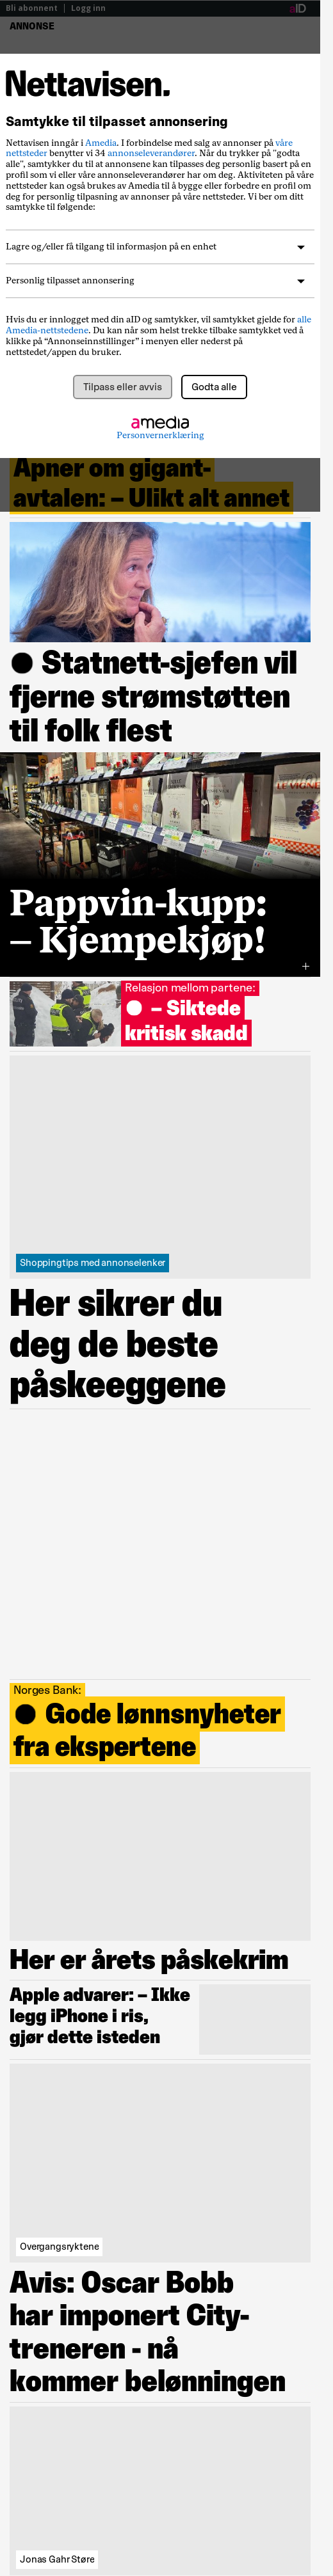 Bli abonnent | Logg inn aID
ANNONSE
Nettavisen.
Samtykke til tilpasset annonsering
Nettavisen inngår i Amedia. I forbindelse med salg av annonser på våre
nettsteder benytter vi 34 annonseleverandører. Når du trykker på "godta
alle", samtykker du til at annonsene kan tilpasses deg personlig basert på en
profil som vi eller våre annonseleverandører har om deg. Aktiviteten på våre
nettsteder kan også brukes av Amedia til å bygge eller forbedre en profil om
deg for personlig tilpasning av annonser på våre nettsteder. Vi ber om ditt
samtykke til følgende:
Lagre og/eller få tilgang til informasjon på en enhet
Personlig tilpasset annonsering
Hvis du er innlogget med din aID og samtykker, vil samtykket gjelde for alle
Amedia-nettstedene. Du kan når som helst trekke tilbake samtykket ved å
klikke på “Annonseinnstillinger” i menyen eller nederst på
nettstedet/appen du bruker.
Tilpass eller avvis Godta alle
amedia
Personvernerklæring
Åpner om gigant-
avtalen: – Ulikt alt annet
Statnett-sjefen vil
fjerne strømstøtten
til folk flest
Pappvin-kupp:
– Kjempekjøp!
Relasjon mellom partene:
– Siktede
kritisk skadd
Shoppingtips med annonselenker
Her sikrer du
deg de beste
påskeeggene
Norges Bank:
Gode lønnsnyheter
fra ekspertene
Her er årets påskekrim
Apple advarer: – Ikke
legg iPhone i ris,
gjør dette isteden
Overgangsryktene
Avis: Oscar Bobb
har imponert City-
treneren - nå
kommer belønningen
Jonas Gahr Støre